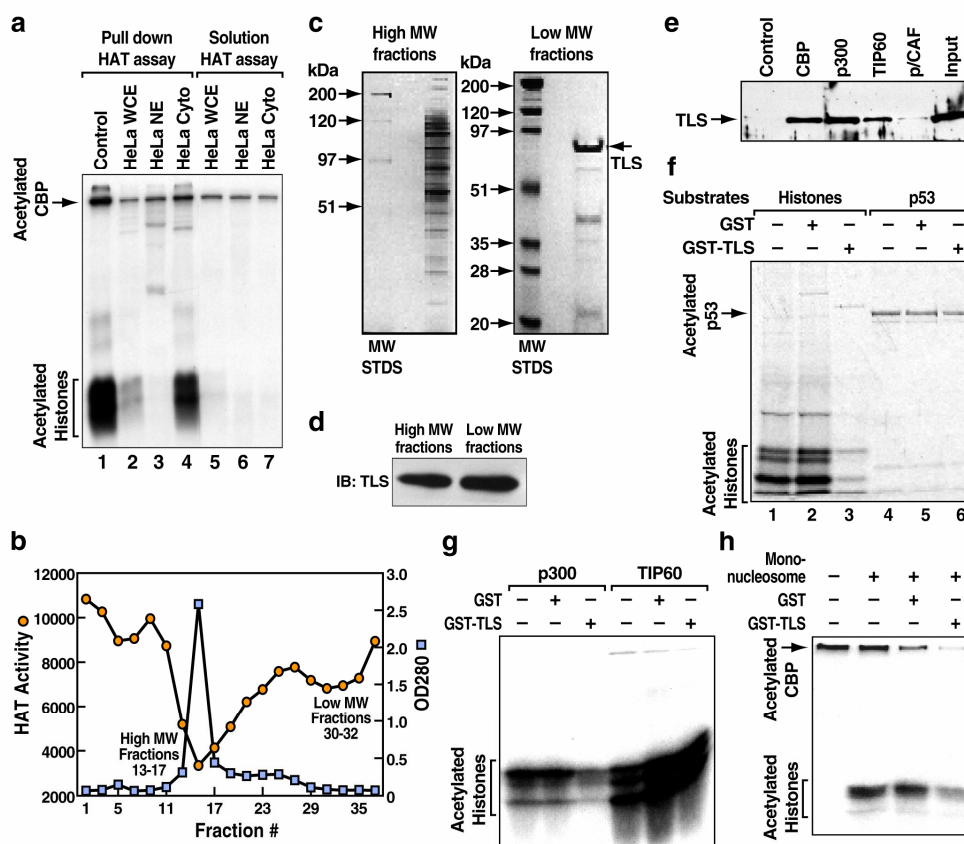 a
Pull down
HAT assay
Solution
HAT assay
Control
HeLa WCE
HeLa NE
HeLa Cyto
HeLa WCE
HeLa NE
HeLa Cyto
Acetylated
CBP
Acetylated
Histones
1 2 3 4 5 6 7
b
12000
10000
8000
6000
4000
2000
HAT Activity
3.0
2.5
2.0
1.5
1.0
0.5
0
OD280
High MW
Fractions
13-17
Low MW
Fractions
30-32
1 5 11 17 23 29 35
Fraction #
c
High MW
fractions
kDa
200
120
97
51
MW
STDS
Low MW
fractions
kDa
200
120
97
51
35
28
20
TLS
MW
STDS
d
High MW
fractions
Low MW
fractions
IB: TLS
e
Control
CBP
p300
TIP60
p/CAF
Input
TLS
f
Substrates Histones p53
GST – + – – + –
GST-TLS – – + – – +
Acetylated
p53
Acetylated
Histones
1 2 3 4 5 6
g
p300 TIP60
GST – + – – + –
GST-TLS – – + – – +
Acetylated
Histones
h
Mono-
nucleosome – + + +
GST – – + –
GST-TLS – – – +
Acetylated
CBP
Acetylated
Histones